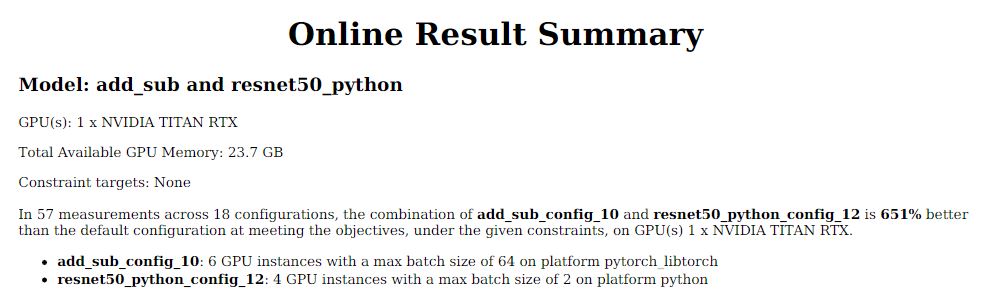 Online Result Summary
Model: add_sub and resnet50_python
GPU(s): 1 x NVIDIA TITAN RTX
Total Available GPU Memory: 23.7 GB
Constraint targets: None
In 57 measurements across 18 configurations, the combination of add_sub_config_10 and resnet50_python_config_12 is 651% better
than the default configuration at meeting the objectives, under the given constraints, on GPU(s) 1 x NVIDIA TITAN RTX.
• add_sub_config_10: 6 GPU instances with a max batch size of 64 on platform pytorch_libtorch
• resnet50_python_config_12: 4 GPU instances with a max batch size of 2 on platform python